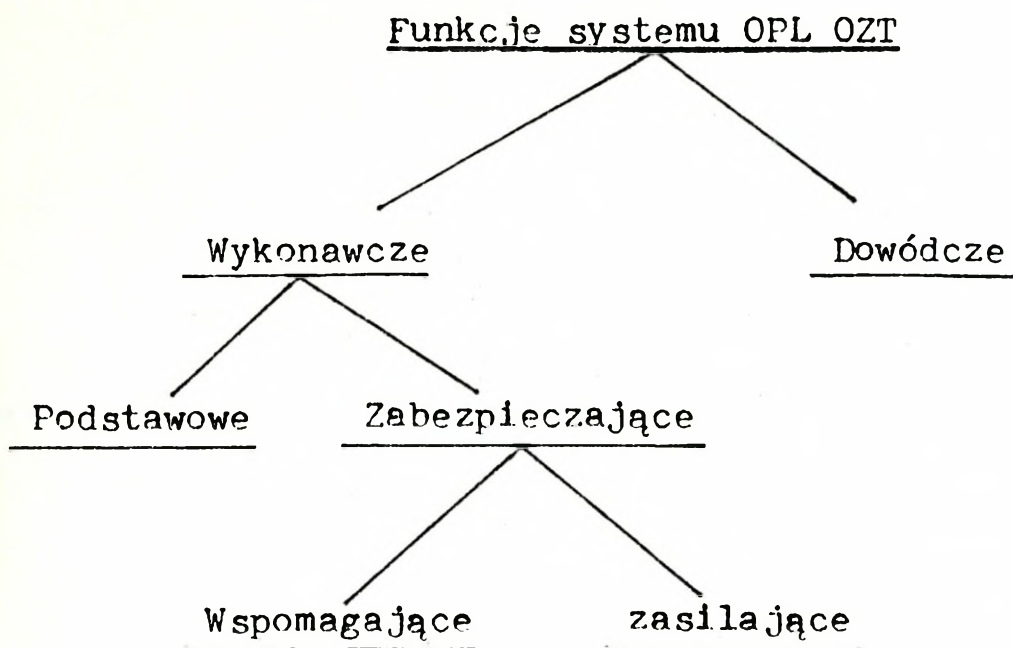 Funkcje systemu OPL OZT
Wykonawcze
Dowódcze
Podstawowe
Zabezpieczające
Wspomagające
zasilające